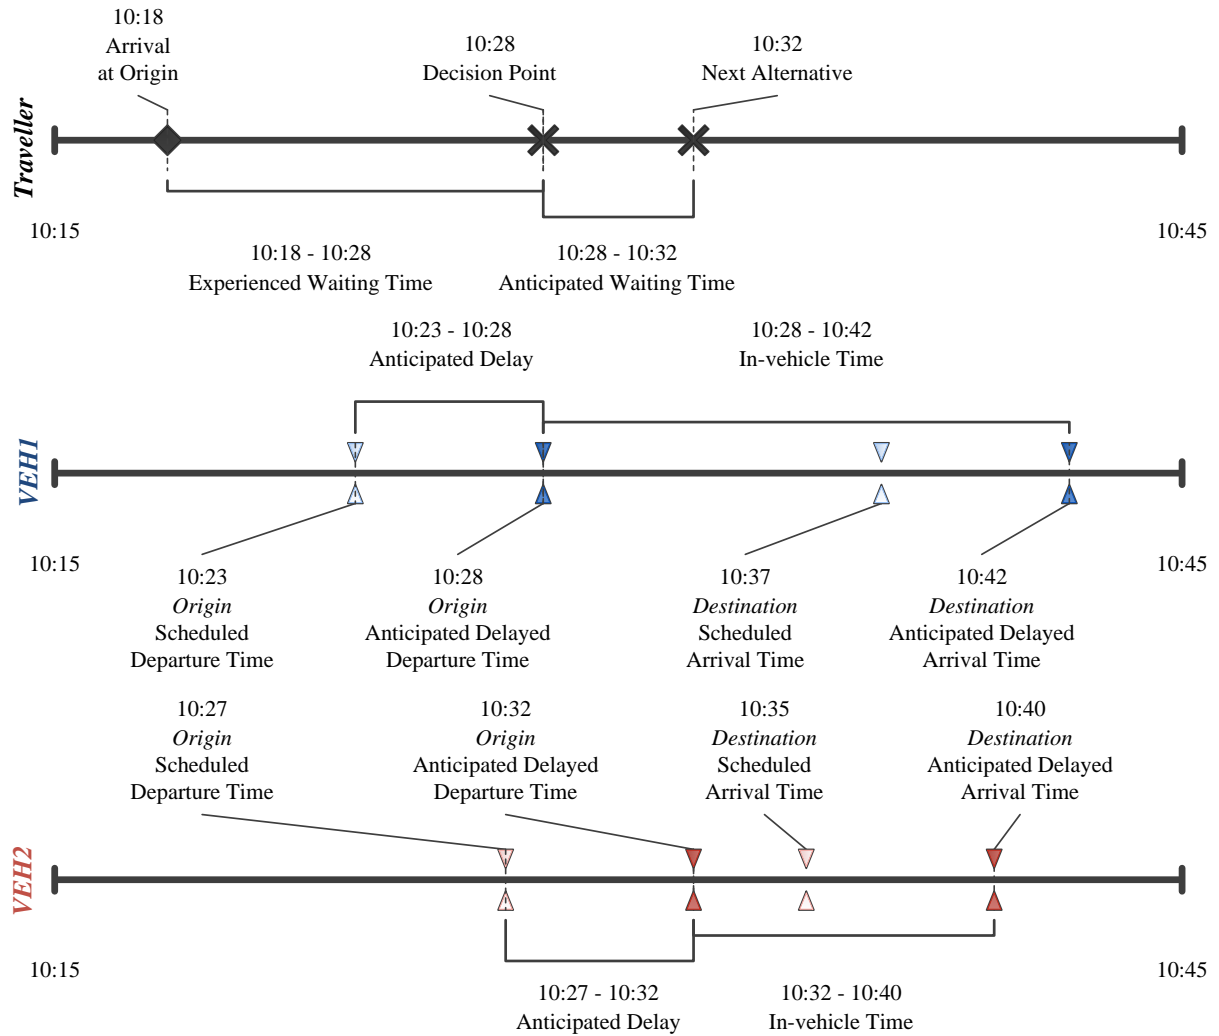 10:18
Arrival
at Origin
10:28
Decision Point
10:32
Next Alternative
Traveller
10:15
10:45
10:18 - 10:28
Experienced Waiting Time
10:28 - 10:32
Anticipated Waiting Time
10:23 - 10:28
Anticipated Delay
10:28 - 10:42
In-vehicle Time
VEH1
10:15
10:45
10:23
Origin
Scheduled
Departure Time
10:28
Origin
Anticipated Delayed
Departure Time
10:37
Destination
Scheduled
Arrival Time
10:42
Destination
Anticipated Delayed
Arrival Time
10:27
Origin
Scheduled
Departure Time
10:32
Origin
Anticipated Delayed
Departure Time
10:35
Destination
Scheduled
Arrival Time
10:40
Destination
Anticipated Delayed
Arrival Time
VEH2
10:15
10:45
10:27 - 10:32
Anticipated Delay
10:32 - 10:40
In-vehicle Time